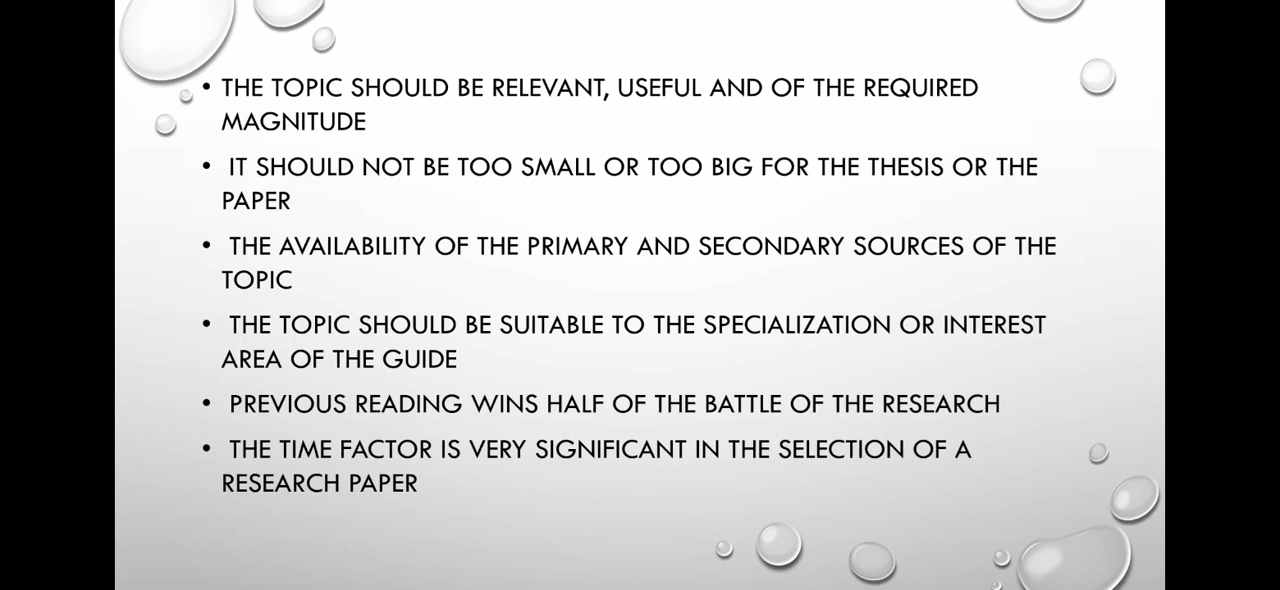 • THE TOPIC SHOULD BE RELEVANT, USEFUL AND OF THE REQUIRED
MAGNITUDE
• IT SHOULD NOT BE TOO SMALL OR TOO BIG FOR THE THESIS OR THE
PAPER
• THE AVAILABILITY OF THE PRIMARY AND SECONDARY SOURCES OF THE
TOPIC
• THE TOPIC SHOULD BE SUITABLE TO THE SPECIALIZATION OR INTEREST
AREA OF THE GUIDE
• PREVIOUS READING WINS HALF OF THE BATTLE OF THE RESEARCH
• THE TIME FACTOR IS VERY SIGNIFICANT IN THE SELECTION OF A
RESEARCH PAPER